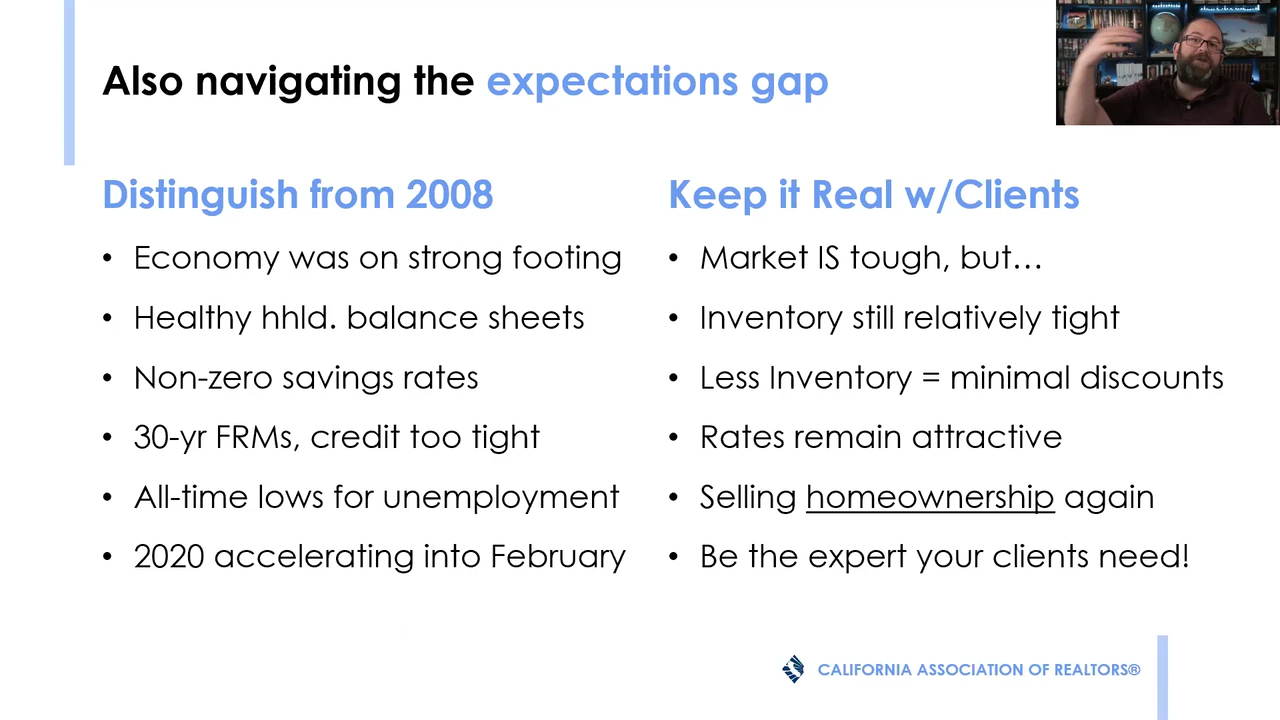 Also navigating the expectations gap
Distinguish from 2008
• Economy was on strong footing
• Healthy hhld. balance sheets
• Non-zero savings rates
• 30-yr FRMs, credit too tight
• All-time lows for unemployment
• 2020 accelerating into February
Keep it Real w/Clients
• Market IS tough, but…
• Inventory still relatively tight
• Less Inventory = minimal discounts
• Rates remain attractive
• Selling homeownership again
• Be the expert your clients need!
CALIFORNIA ASSOCIATION OF REALTORS®